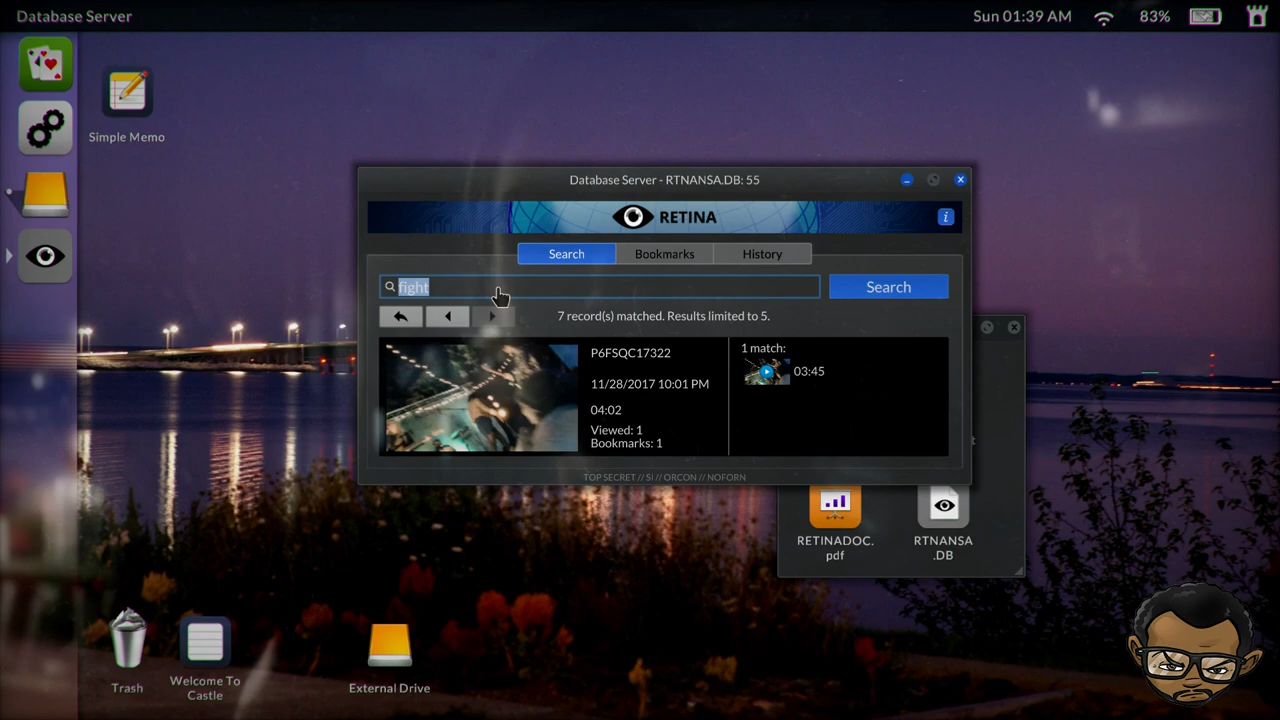 Database Server
Sun 01:39 AM
83%
Simple Memo
Database Server - RTNANSA.DB: 55
RETINA
i
Search
Bookmarks
History
fight
Search
7 record(s) matched. Results limited to 5.
P6FSQC17322
11/28/2017 10:01 PM
04:02
Viewed: 1
Bookmarks: 1
1 match:
03:45
TOP SECRET // SI // ORCON // NOFORN
RETINADOC.
pdf
RTNANSA
.DB
Trash
Welcome To
Castle
External Drive